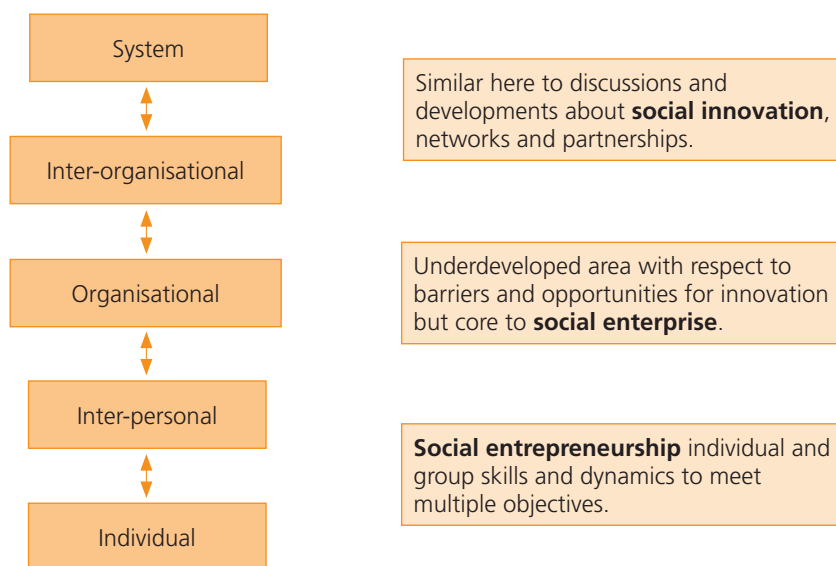 System
Similar here to discussions and
developments about social innovation,
networks and partnerships.
Inter-organisational
Organisational
Underdeveloped area with respect to
barriers and opportunities for innovation
but core to social enterprise.
Inter-personal
Social entrepreneurship individual and
group skills and dynamics to meet
multiple objectives.
Individual